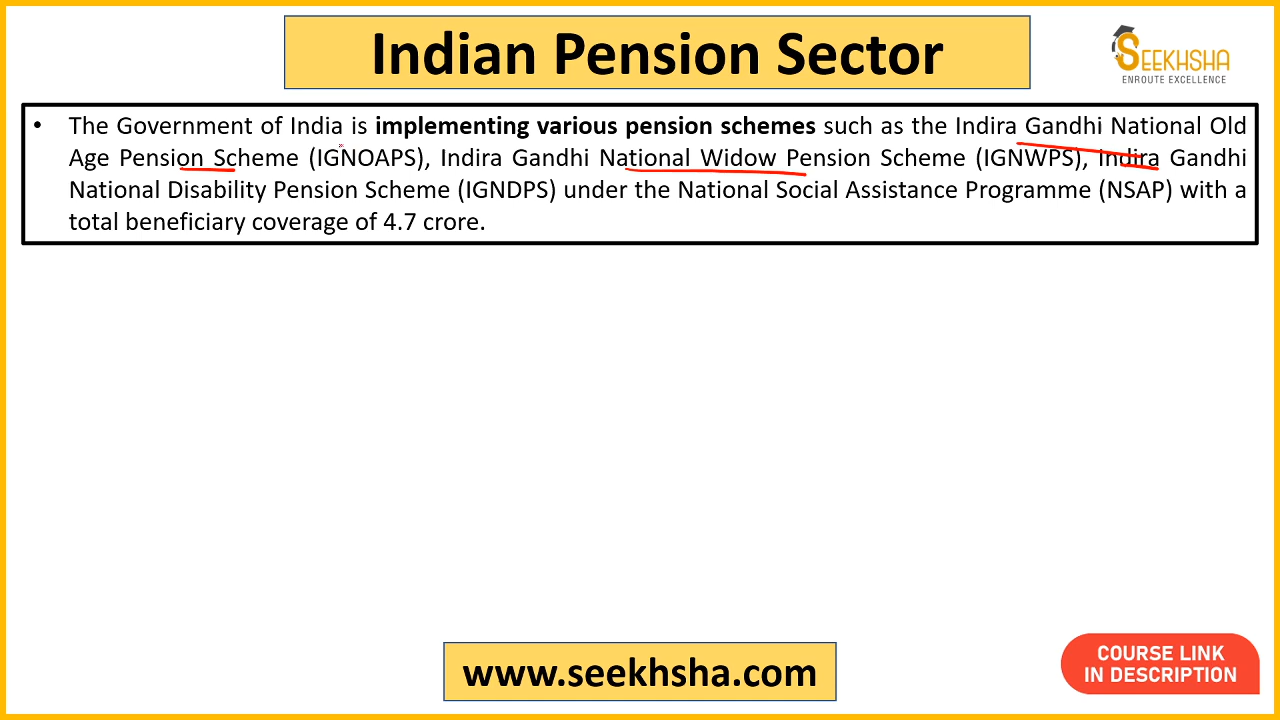 Indian Pension Sector
SEEKHSHA
ENROUTE EXCELLENCE
• The Government of India is implementing various pension schemes such as the Indira Gandhi National Old
Age Pension Scheme (IGNOAPS), Indira Gandhi National Widow Pension Scheme (IGNWPS), Indira Gandhi
National Disability Pension Scheme (IGNDPS) under the National Social Assistance Programme (NSAP) with a
total beneficiary coverage of 4.7 crore.
www.seekhsha.com
COURSE LINK
IN DESCRIPTION